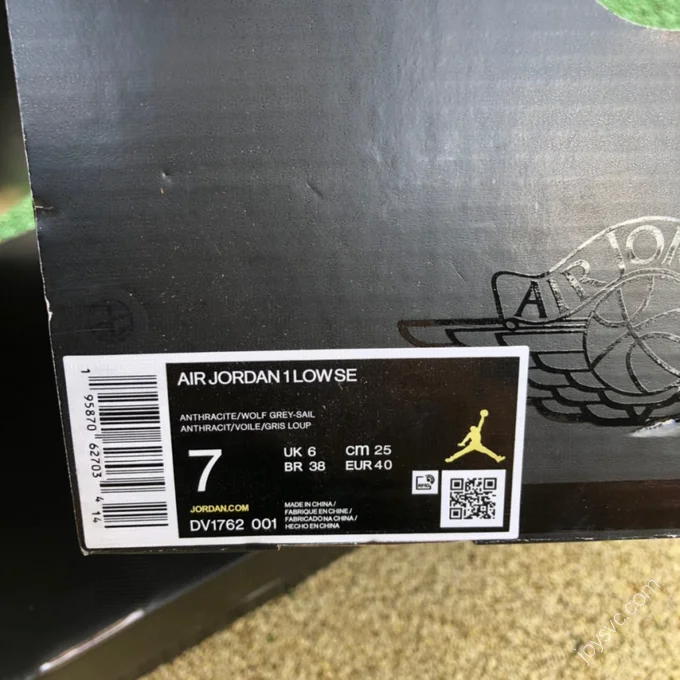 AIR JORDAN
AIR JORDAN 1 LOW SE
ANTHRACITE/WOLF GREY-SAIL
ANTHRACIT/VOILE/GRIS LOUP
7
UK 6 cm 25
BR 38 EUR 40
JORDAN.COM
DV1762 001
MADE IN CHINA /
FABRIQUE EN CHINE /
FABRICADO NA CHINA /
HECHO EN CHINA
1 95870 62703 4 14
jpysvc.com